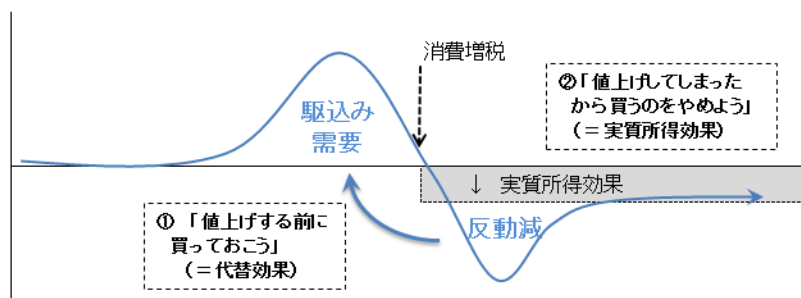 消費増税
②「値上げしてしまった
から買うのをやめよう」
(＝実質所得効果)
駆込み
需要
↓ 実質所得効果
① 「値上げする前に
買っておこう」
(＝代替効果)
反動減